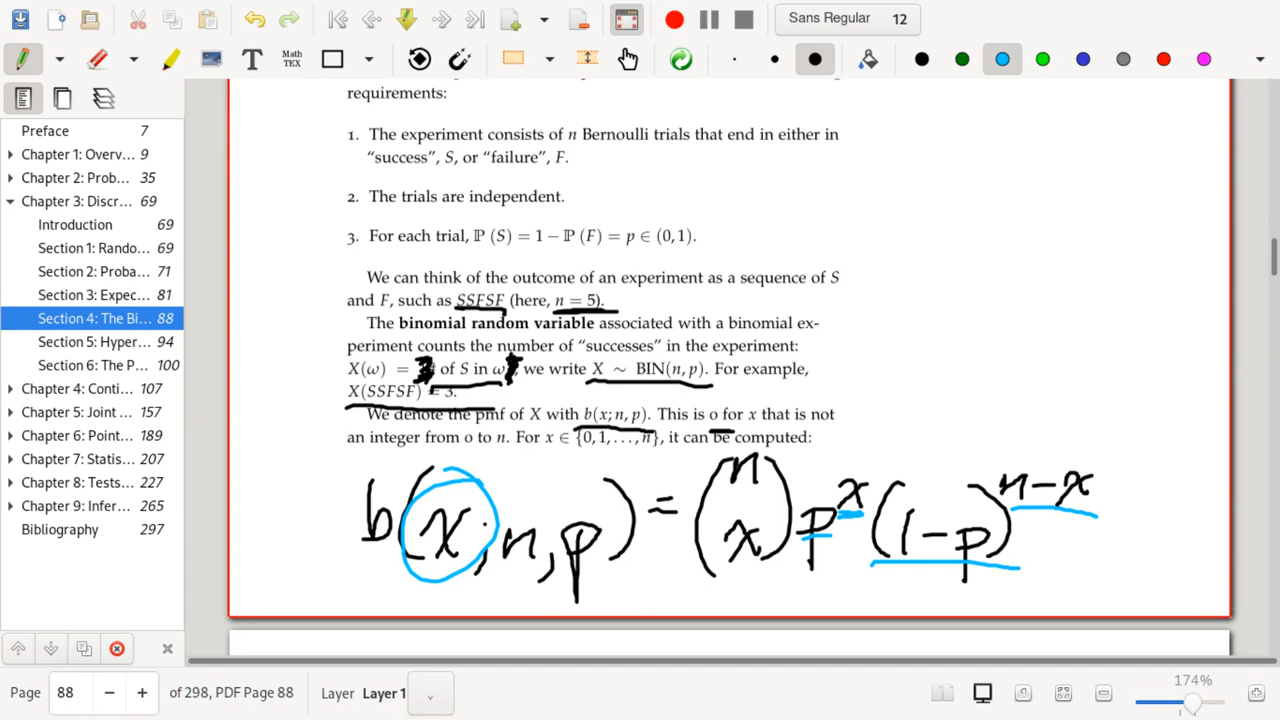 Sans Regular 12
T Math TEX
Preface 7
Chapter 1: Overv... 9
Chapter 2: Prob... 35
Chapter 3: Discr... 69
Introduction 69
Section 1: Rando... 69
Section 2: Proba... 71
Section 3: Expec... 81
Section 4: The Bi... 88
Section 5: Hyper... 94
Section 6: The P... 100
Chapter 4: Conti... 107
Chapter 5: Joint ... 157
Chapter 6: Point... 189
Chapter 7: Statis... 207
Chapter 8: Tests... 227
Chapter 9: Infer... 265
Bibliography 297
requirements:
1. The experiment consists of n Bernoulli trials that end in either in
“success”, S, or “failure”, F.
2. The trials are independent.
3. For each trial, ℙ (S) = 1 − ℙ (F) = p ∈ (0, 1).
We can think of the outcome of an experiment as a sequence of S
and F, such as SSFSF (here, n = 5).
The binomial random variable associated with a binomial ex-
periment counts the number of “successes” in the experiment:
X(ω) = of S in ω, we write X ∼ BIN(n, p). For example,
X(SSFSF) = 3.
We denote the pmf of X with b(x; n, p). This is 0 for x that is not
an integer from 0 to n. For x ∈ {0, 1, . . . , n}, it can be computed:
b(x; n, p) = (n x) p^x (1-p)^{n-x}
Page 88 of 298, PDF Page 88 Layer Layer 1 174%